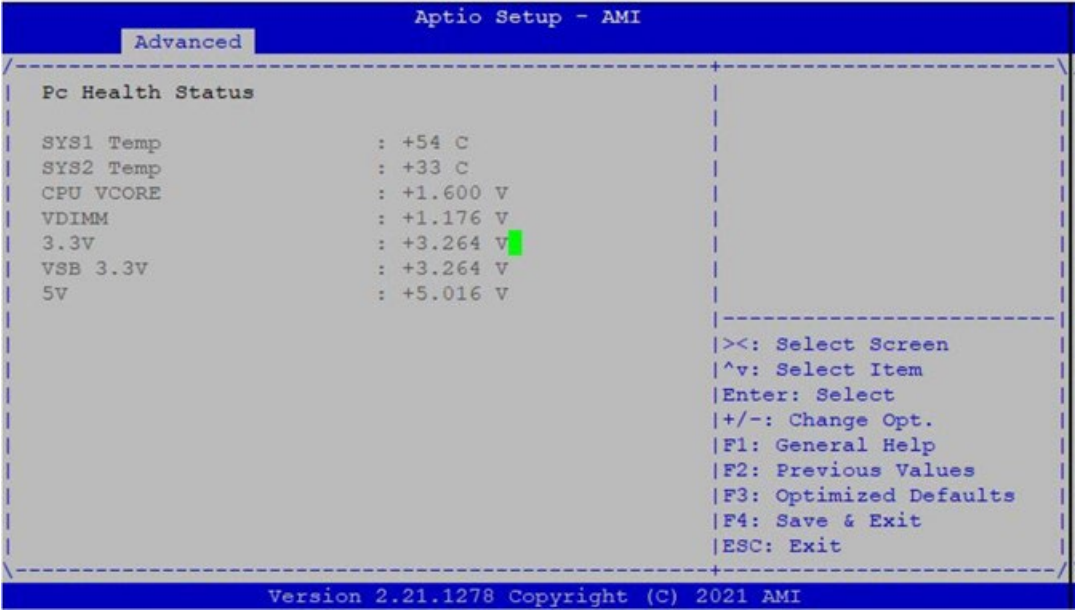 Aptio Setup - AMI
Advanced
Pc Health Status
SYS1 Temp : +54 C
SYS2 Temp : +33 C
CPU VCORE : +1.600 V
VDIMM : +1.176 V
3.3V : +3.264 V
VSB 3.3V : +3.264 V
5V : +5.016 V
><: Select Screen
^v: Select Item
Enter: Select
+/-: Change Opt.
F1: General Help
F2: Previous Values
F3: Optimized Defaults
F4: Save & Exit
ESC: Exit
Version 2.21.1278 Copyright (C) 2021 AMI